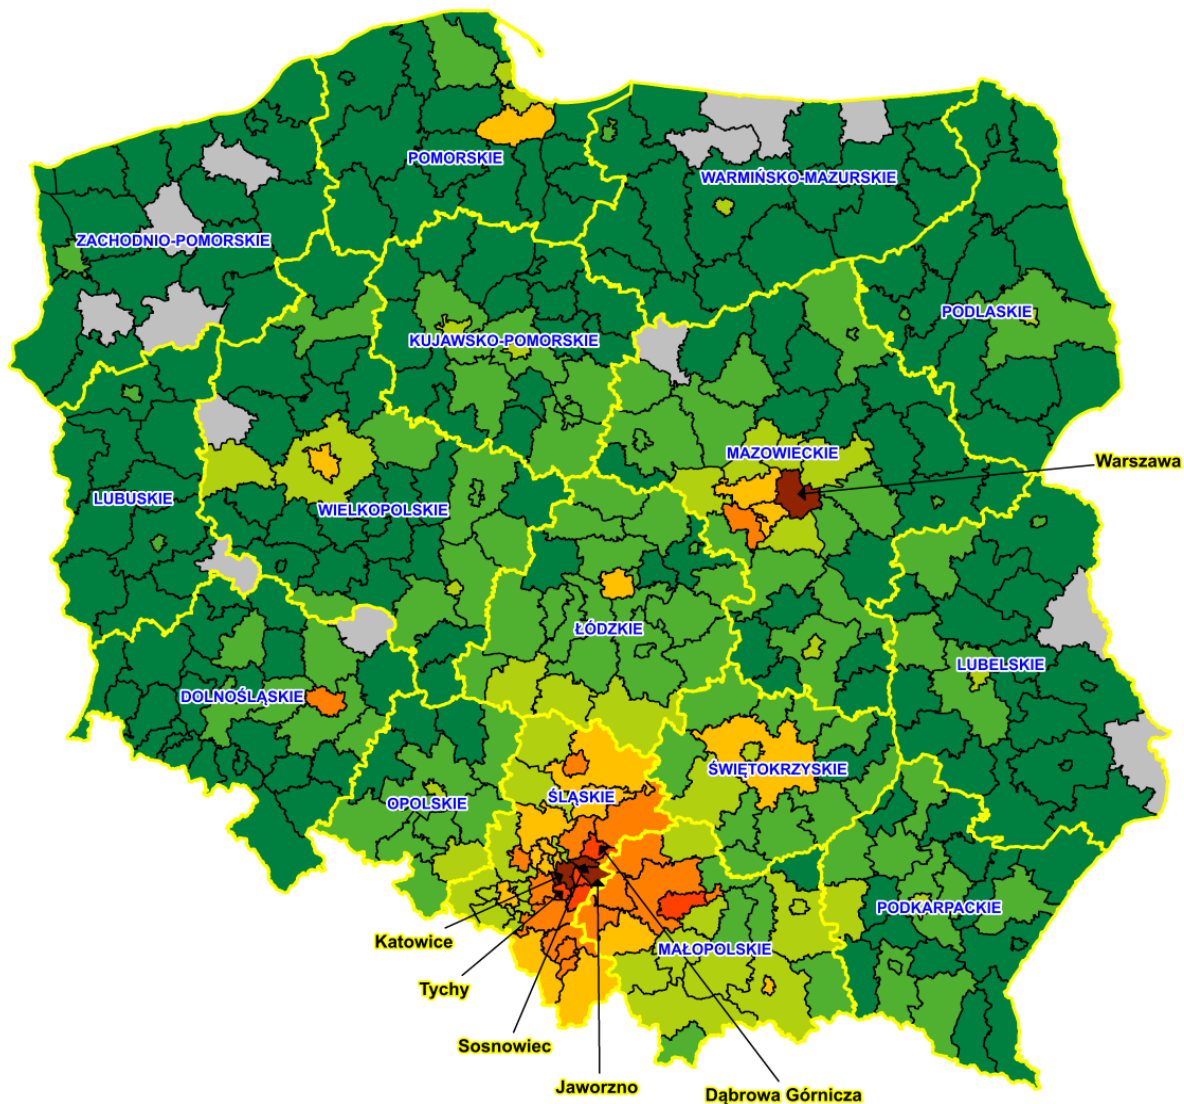 POMORSKIE
WARMIŃSKO-MAZURSKIE
ZACHODNIO-POMORSKIE
PODLASKIE
KUJAWSKO-POMORSKIE
MAZOWIECKIE
Warszawa
LUBUSKIE
WIELKOPOLSKIE
ŁÓDZKIE
LUBELSKIE
DOLNOŚLĄSKIE
ŚWIĘTOKRZYSKIE
OPOLSKIE
ŚLĄSKIE
PODKARPACKIE
Katowice
MAŁOPOLSKIE
Tychy
Sosnowiec
Jaworzno
Dąbrowa Górnicza